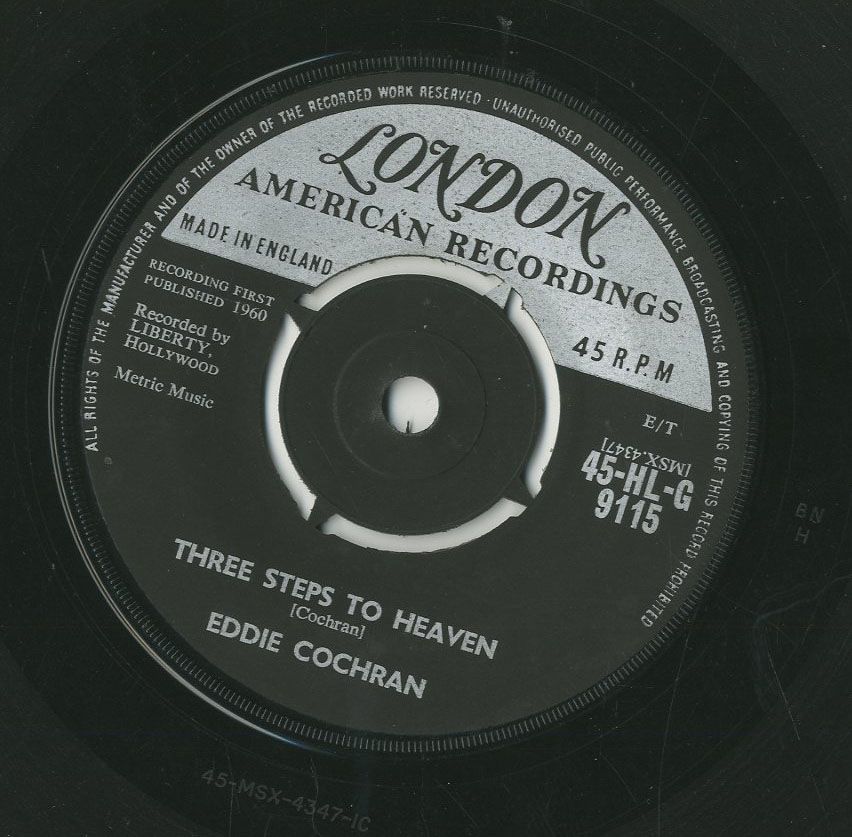 ALL RIGHTS OF THE MANUFACTURER AND OF THE OWNER OF THE RECORDED WORK RESERVED · UNAUTHORISED PUBLIC PERFORMANCE BROADCASTING AND COPYING OF THIS RECORD PROHIBITED
LONDON
AMERICAN RECORDINGS
MADE IN ENGLAND
45 R.P.M
RECORDING FIRST
PUBLISHED 1960
Recorded by
LIBERTY,
HOLLYWOOD
Metric Music
E/T
[MSX.4347]
45-HL-G
9115
THREE STEPS TO HEAVEN
[Cochran]
EDDIE COCHRAN
BN
H
45-MSX-4347-1C